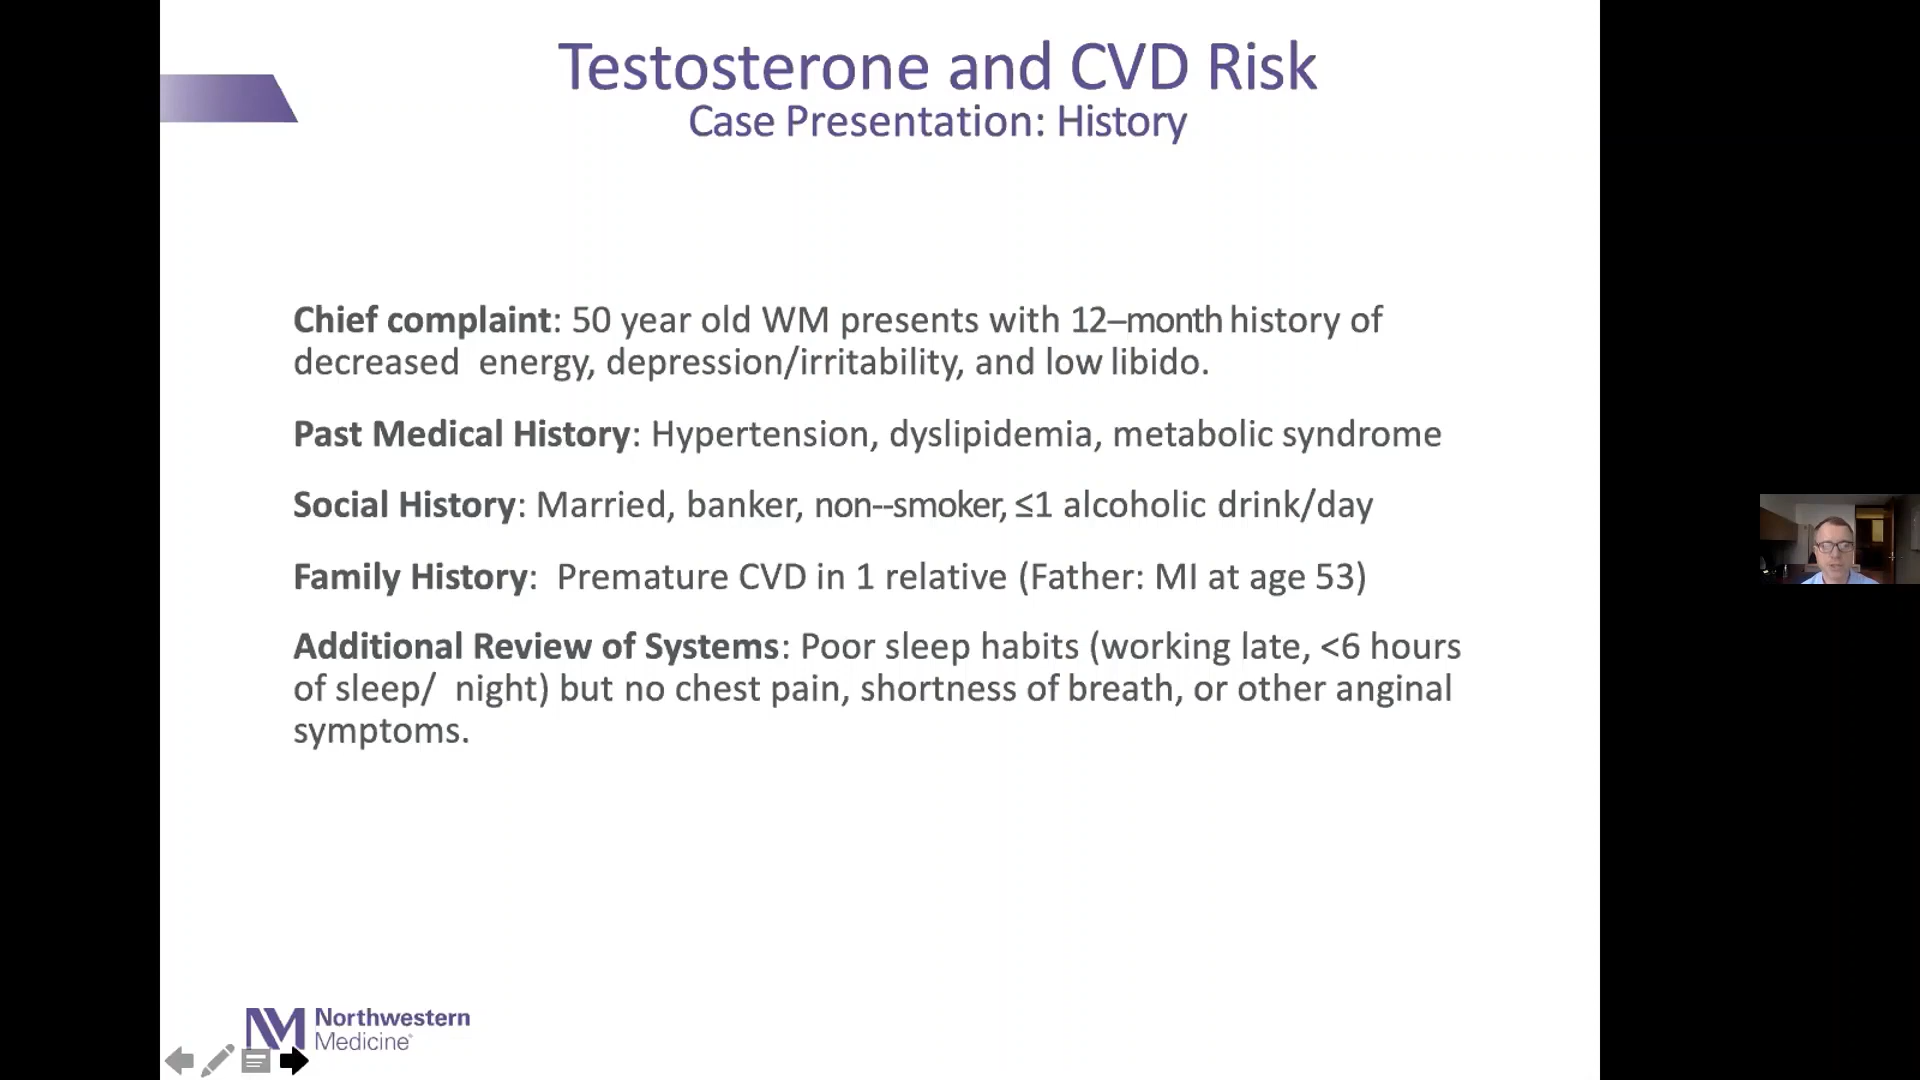 Testosterone and CVD Risk
Case Presentation: History
Chief complaint: 50 year old WM presents with 12–month history of
decreased  energy, depression/irritability, and low libido.
Past Medical History: Hypertension, dyslipidemia, metabolic syndrome
Social History: Married, banker, non--smoker, ≤1 alcoholic drink/day
Family History:  Premature CVD in 1 relative (Father: MI at age 53)
Additional Review of Systems: Poor sleep habits (working late, <6 hours
of sleep/  night) but no chest pain, shortness of breath, or other anginal
symptoms.
NM Northwestern
Medicine®